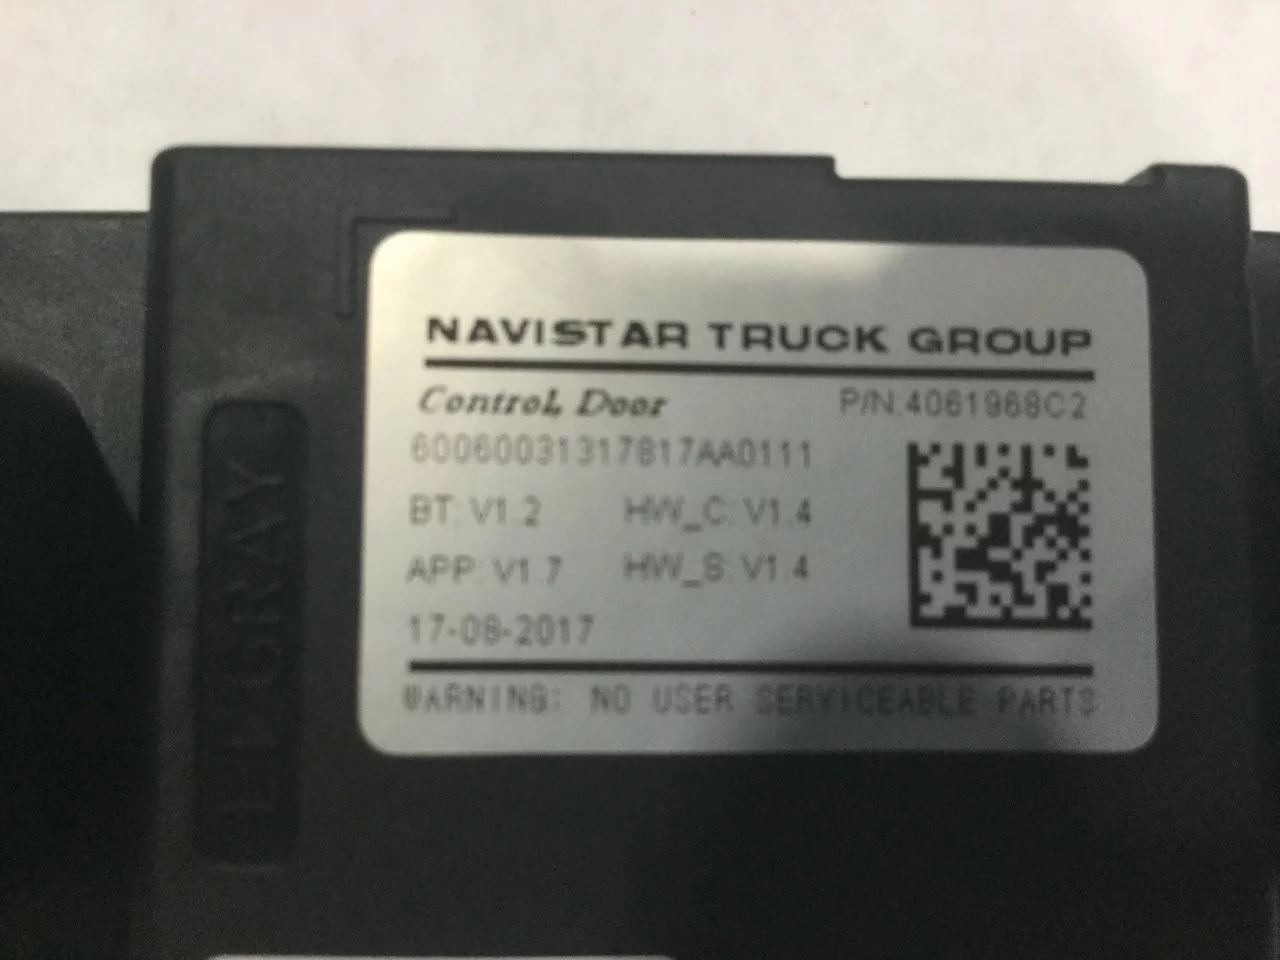 NAVISTAR TRUCK GROUP
Control, Door P/N:4061968C2
60060031317817AA0111
BT: V1.2 HW_C: V1.4
APP: V1.7 HW_S: V1.4
17-08-2017
WARNING: NO USER SERVICEABLE PARTS